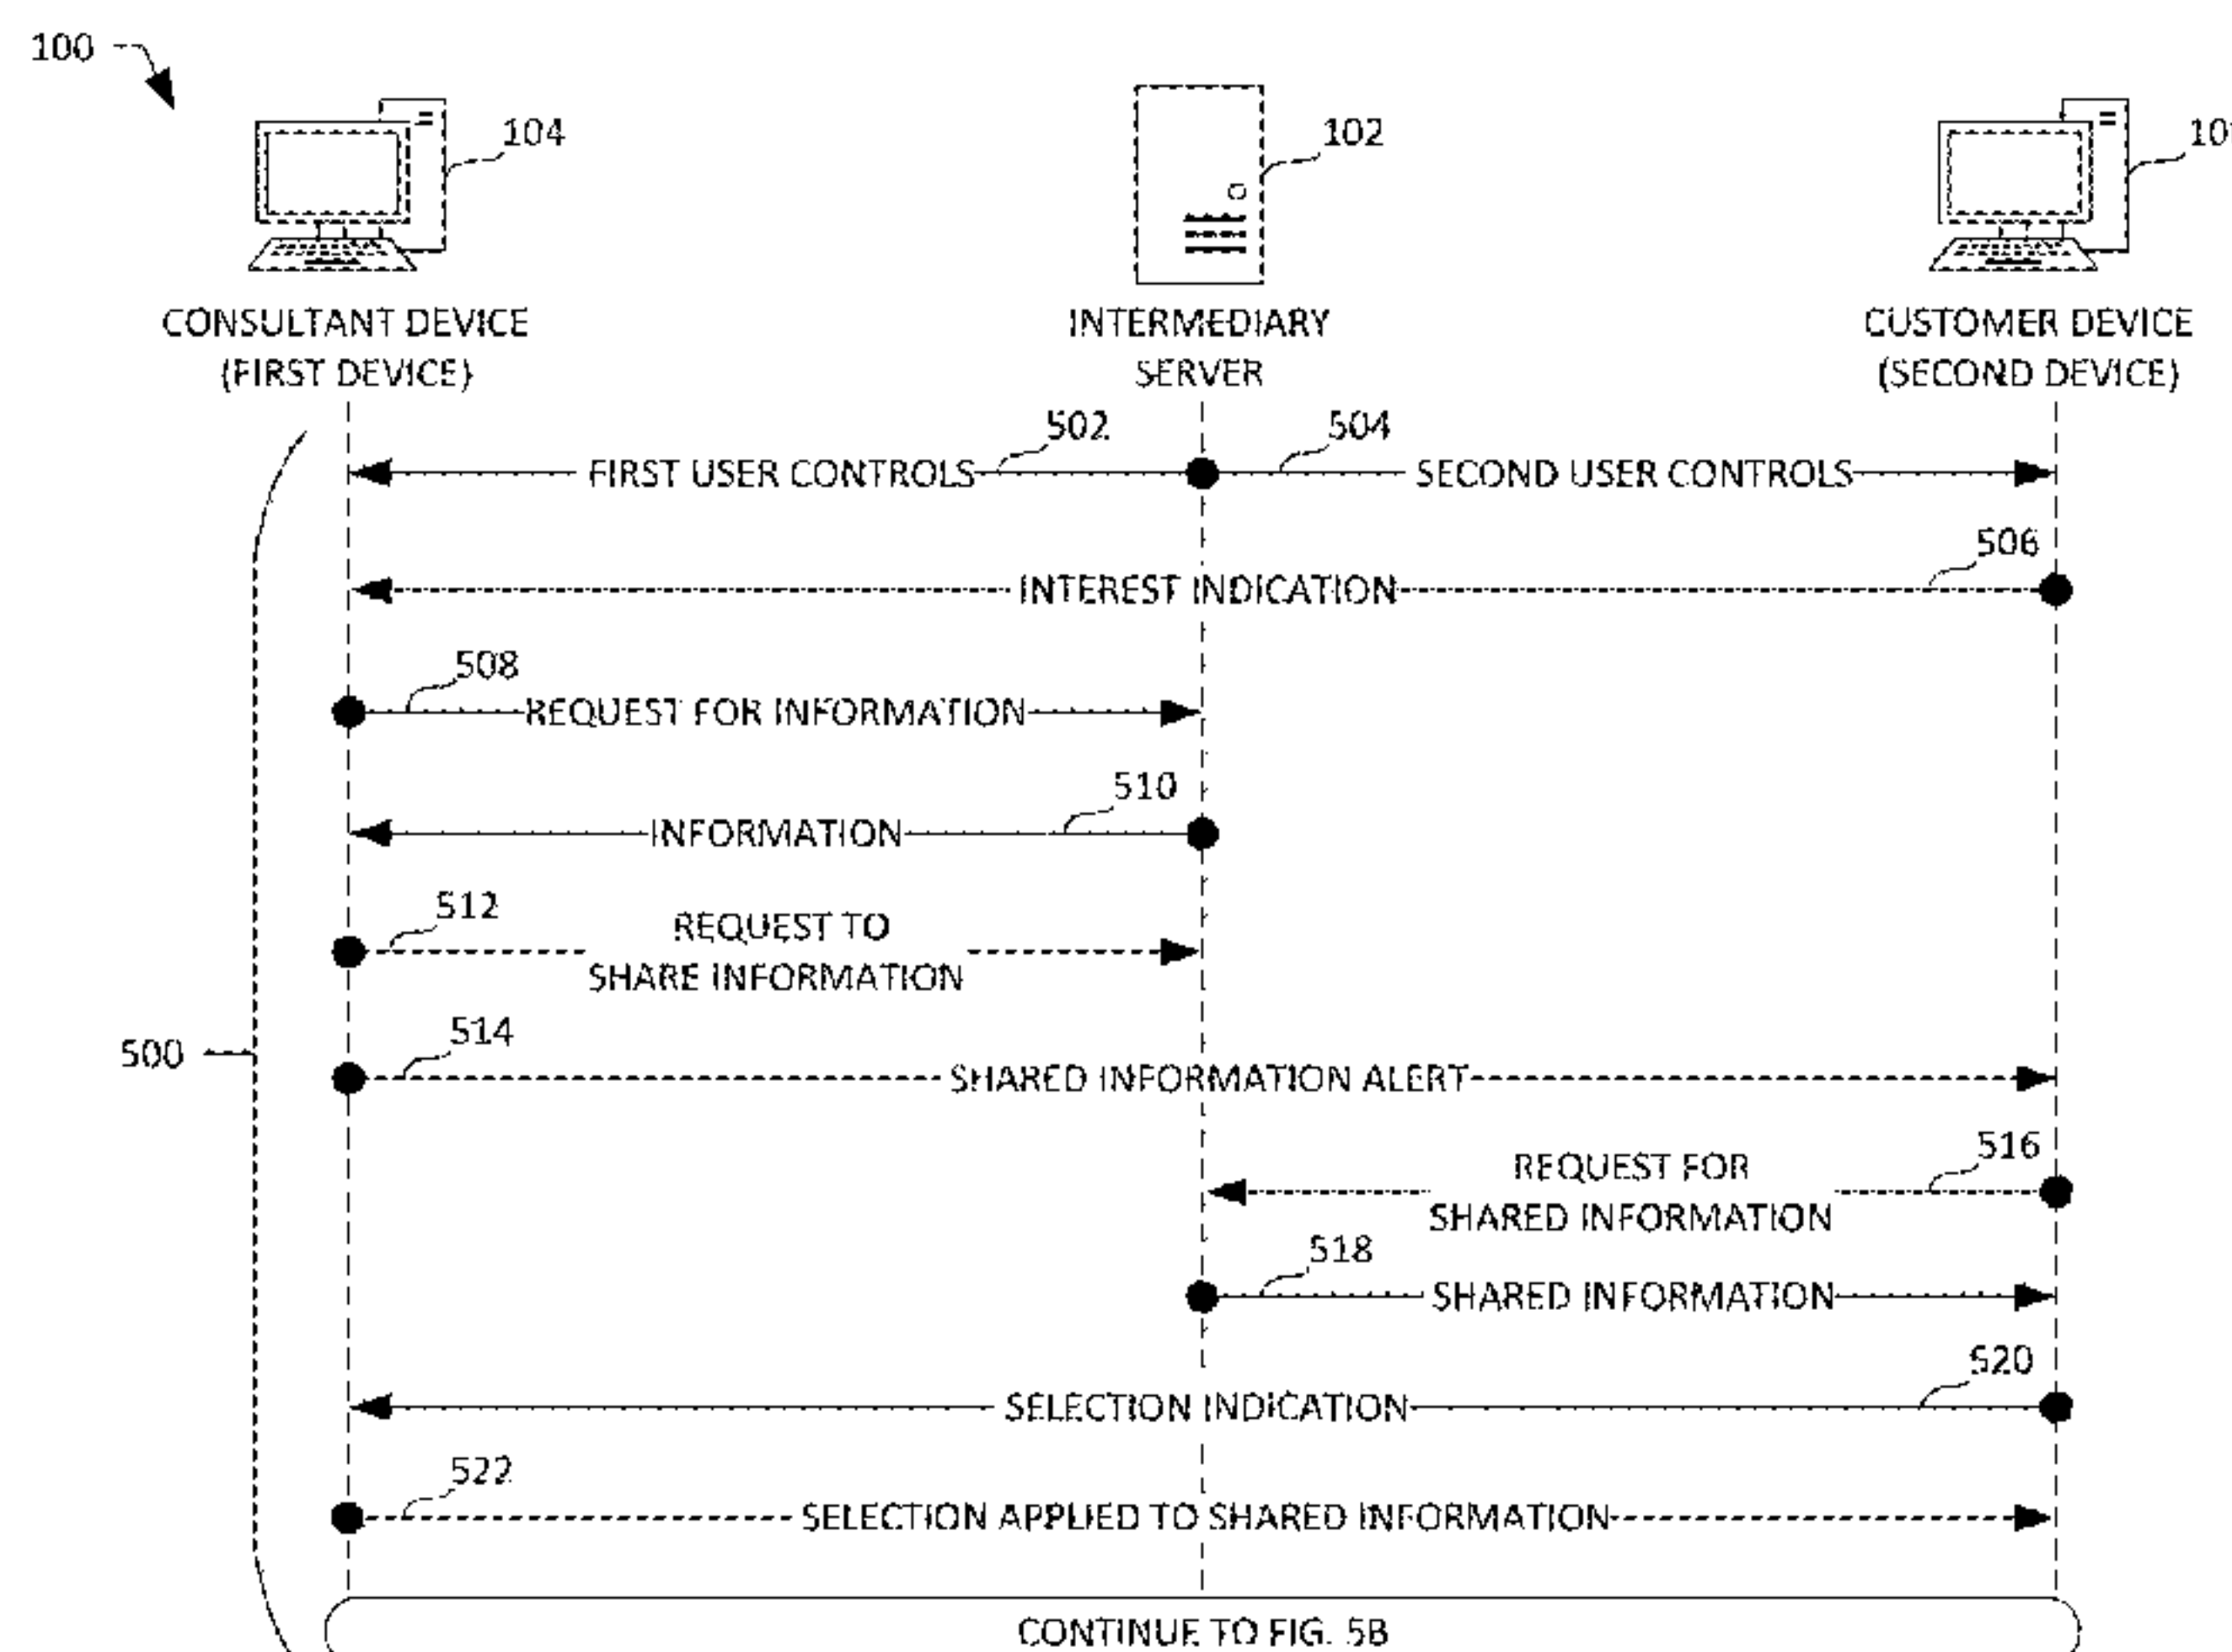 100
104
102
CONSULTANT DEVICE
(FIRST DEVICE)
INTERMEDIARY
SERVER
CUSTOMER DEVICE
(SECOND DEVICE)
502
504
FIRST USER CONTROLS
SECOND USER CONTROLS
506
INTEREST INDICATION
508
REQUEST FOR INFORMATION
510
INFORMATION
512
REQUEST TO
SHARE INFORMATION
500
514
SHARED INFORMATION ALERT
516
REQUEST FOR
SHARED INFORMATION
518
SHARED INFORMATION
520
SELECTION INDICATION
522
SELECTION APPLIED TO SHARED INFORMATION
CONTINUE TO FIG. 5B